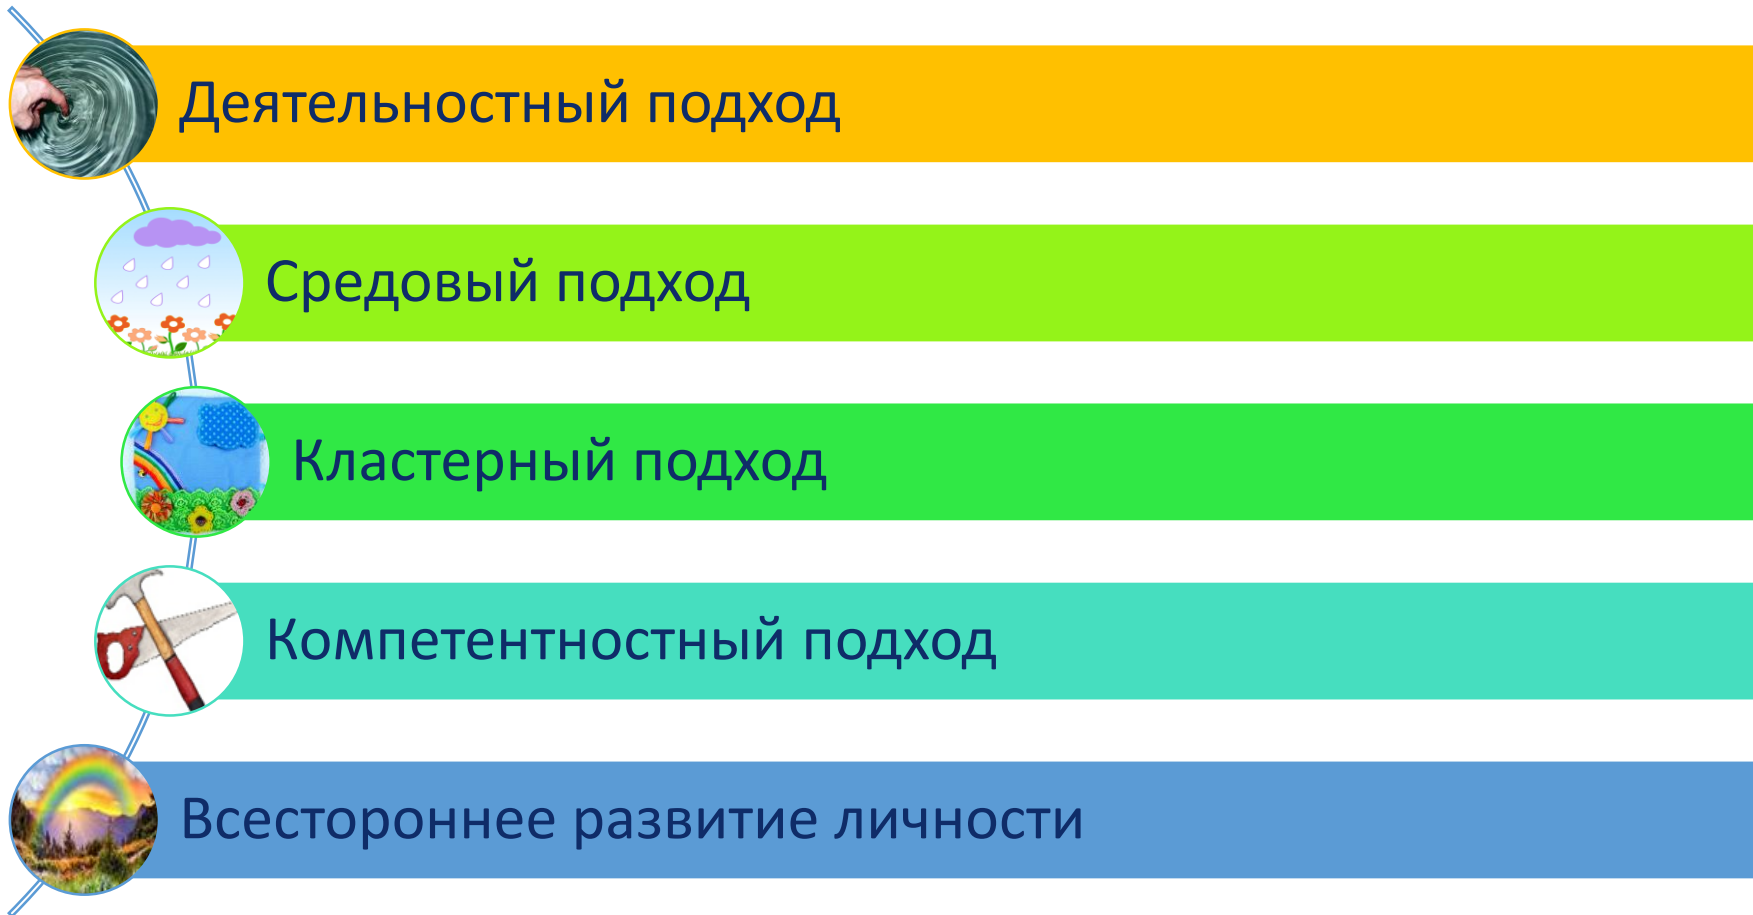 Деятельностный подход
Средовый подход
Кластерный подход
Компетентностный подход
Всестороннее развитие личности